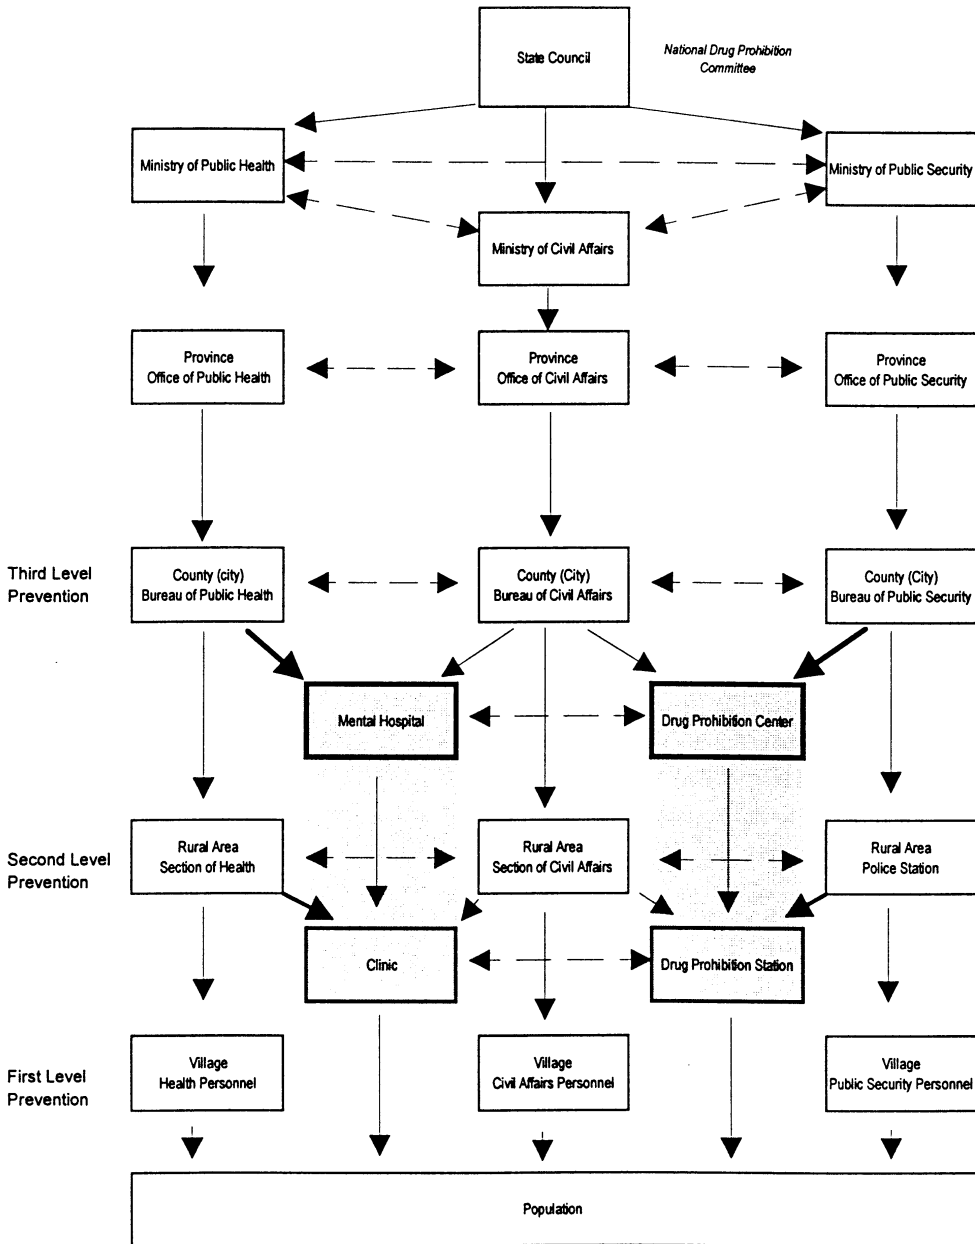 State Council
National Drug Prohibition
Committee
Ministry of Public Health
Ministry of Public Security
Ministry of Civil Affairs
Province
Office of Public Health
Province
Office of Civil Affairs
Province
Office of Public Security
Third Level
Prevention
County (city)
Bureau of Public Health
County (City)
Bureau of Civil Affairs
County (City)
Bureau of Public Security
Mental Hospital
Drug Prohibition Center
Second Level
Prevention
Rural Area
Section of Health
Rural Area
Section of Civil Affairs
Rural Area
Police Station
Clinic
Drug Prohibition Station
First Level
Prevention
Village
Health Personnel
Village
Civil Affairs Personnel
Village
Public Security Personnel
Population